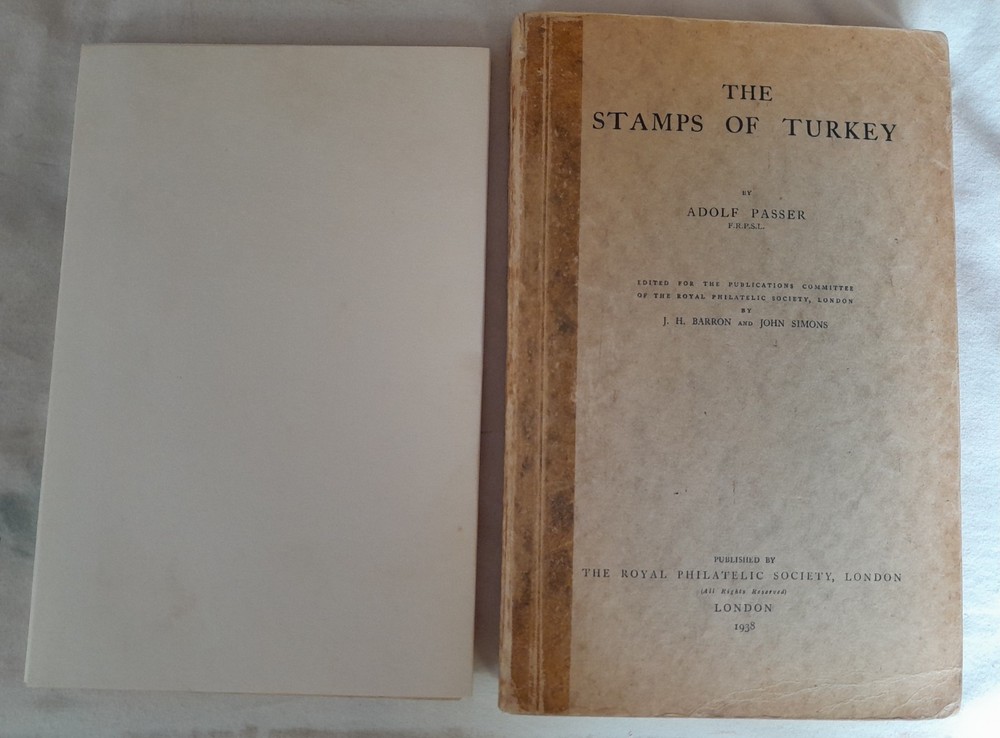 THE
STAMPS OF TURKEY
BY
ADOLF PASSER
F.R.P.S.L.
EDITED FOR THE PUBLICATIONS COMMITTEE
OF THE ROYAL PHILATELIC SOCIETY, LONDON
BY
J. H. BARRON AND JOHN SIMONS
PUBLISHED BY
THE ROYAL PHILATELIC SOCIETY, LONDON
(All Rights Reserved)
LONDON
1938